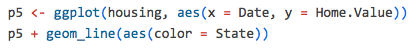 p5 <- ggplot(housing, aes(x = Date, y = Home.Value))
p5 + geom_line(aes(color = State))